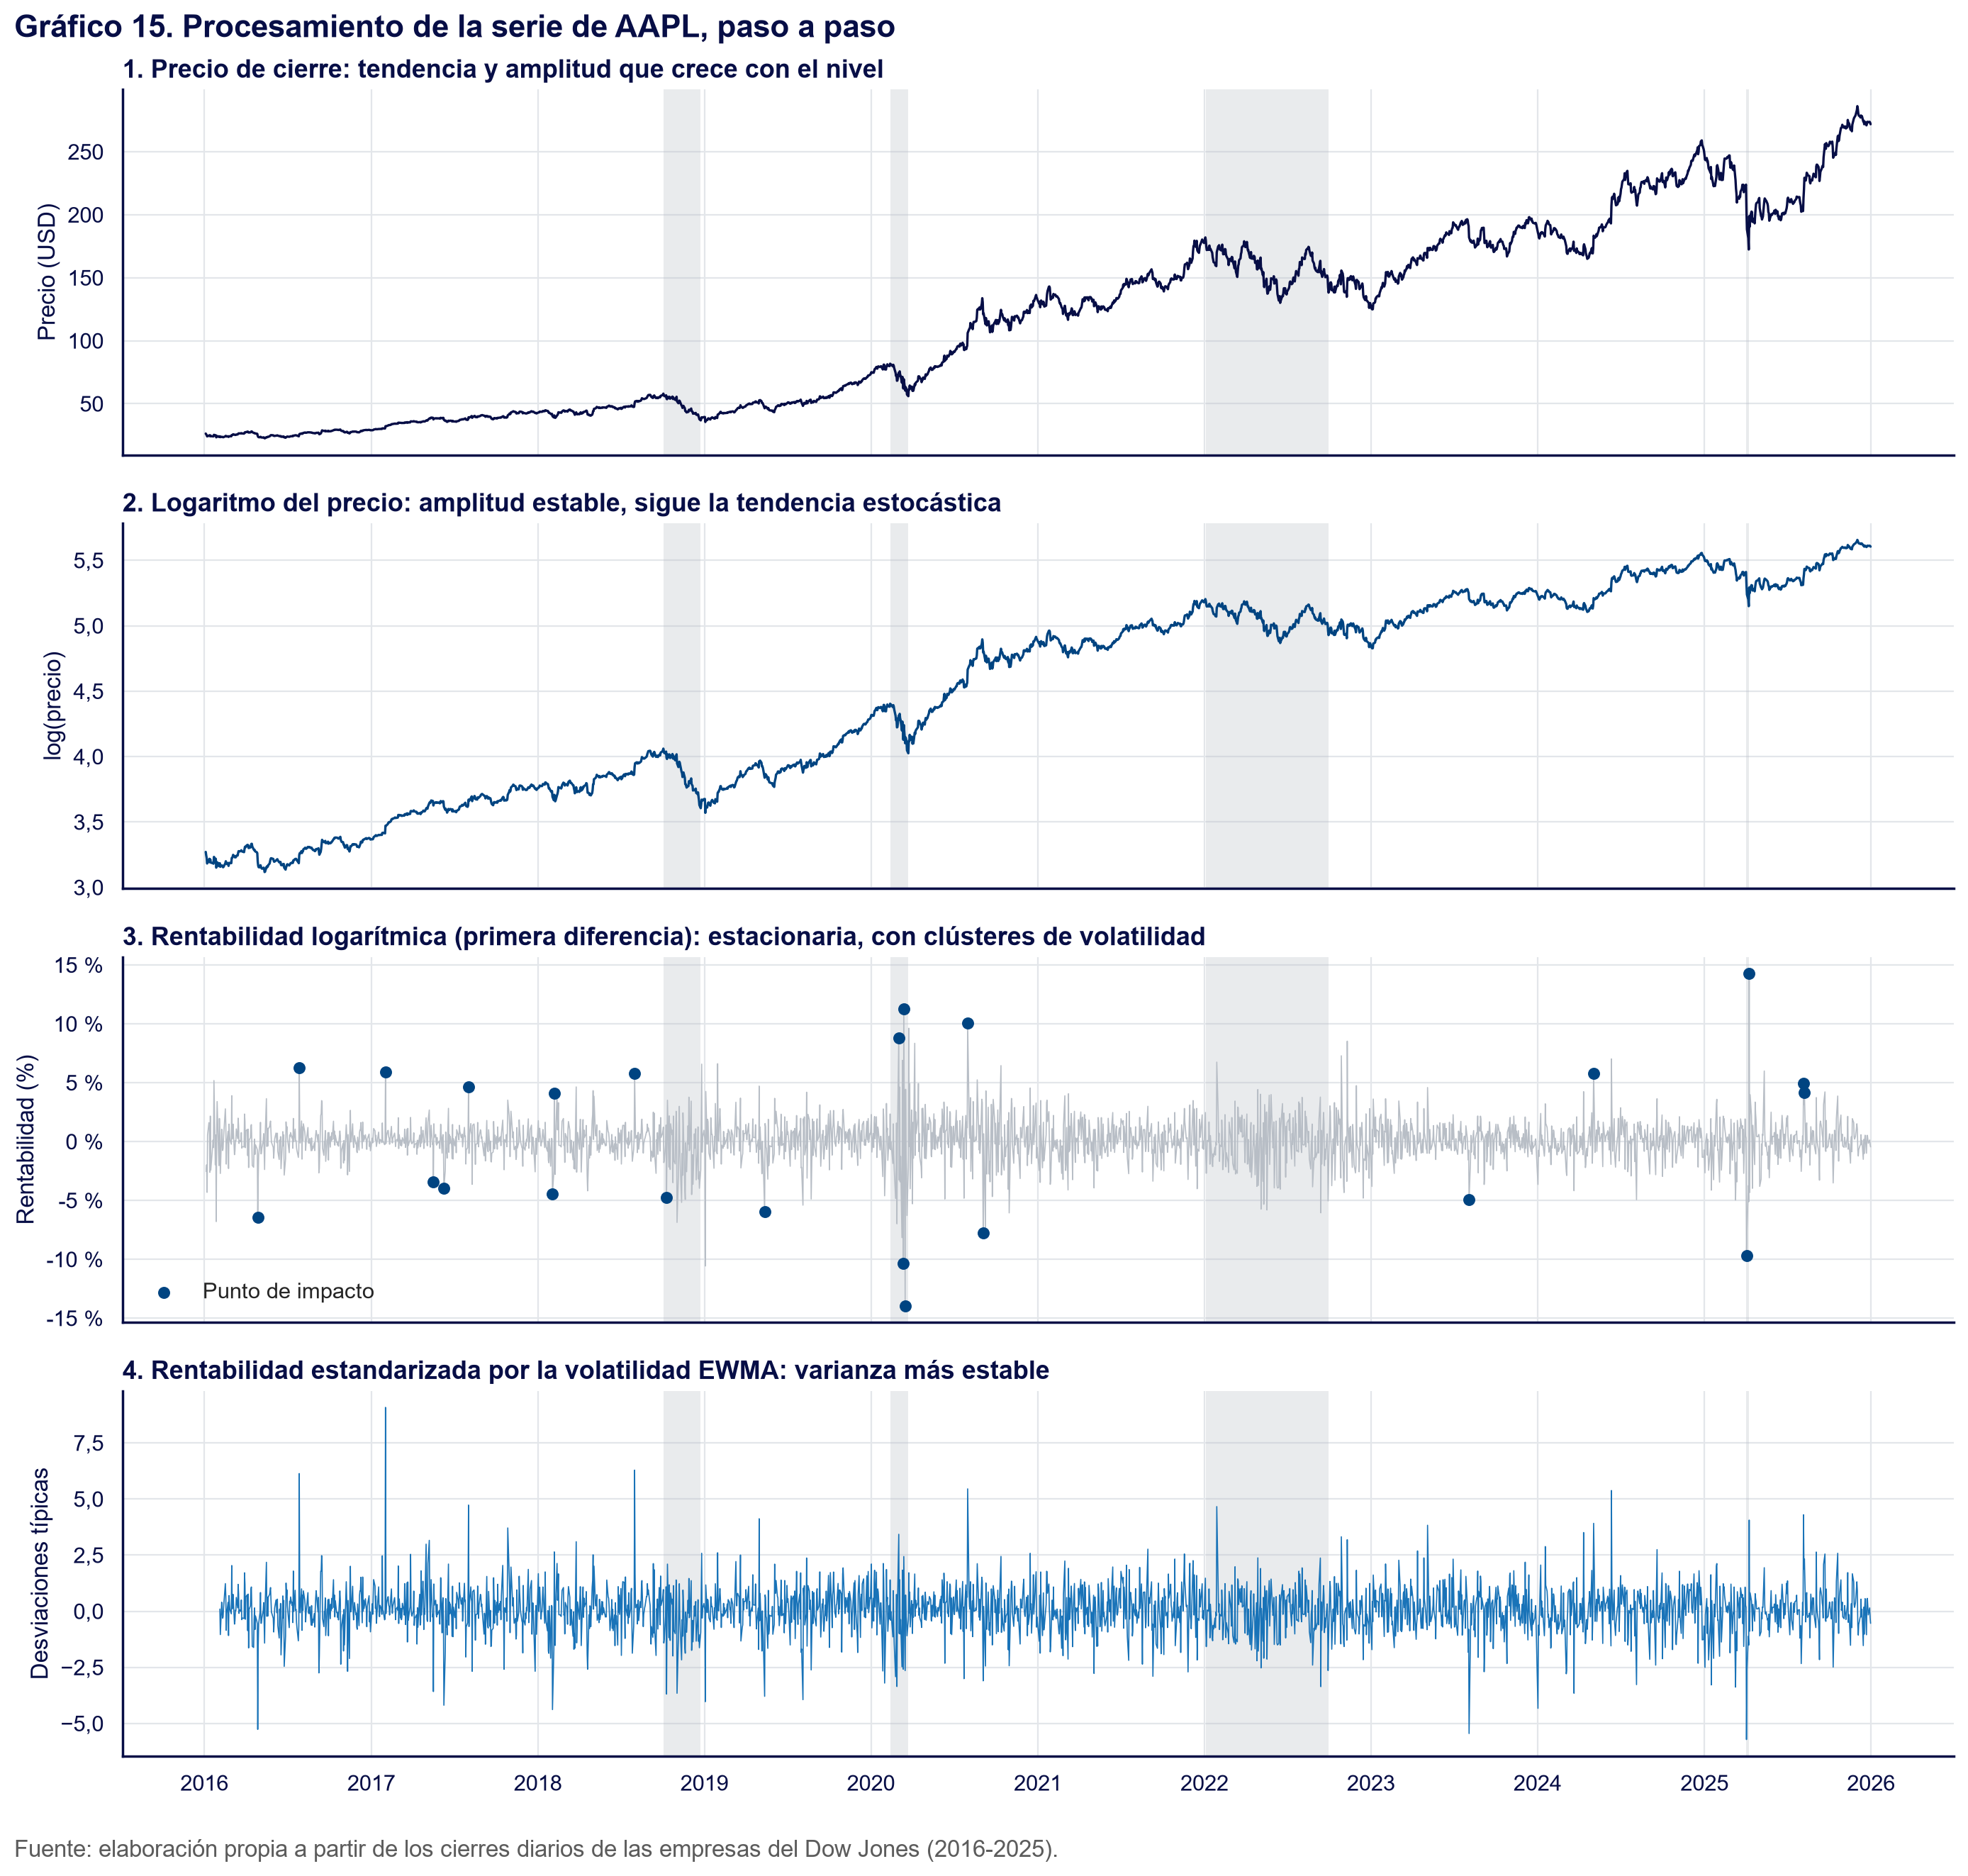 Gráfico 15. Procesamiento de la serie de AAPL, paso a paso
1. Precio de cierre: tendencia y amplitud que crece con el nivel
Precio (USD)
250
200
150
100
50
2. Logaritmo del precio: amplitud estable, sigue la tendencia estocástica
log(precio)
5,5
5,0
4,5
4,0
3,5
3,0
3. Rentabilidad logarítmica (primera diferencia): estacionaria, con clústeres de volatilidad
Rentabilidad (%)
15 %
10 %
5 %
0 %
-5 %
-10 %
-15 %
Punto de impacto
4. Rentabilidad estandarizada por la volatilidad EWMA: varianza más estable
Desviaciones típicas
7,5
5,0
2,5
0,0
−2,5
−5,0
2016 2017 2018 2019 2020 2021 2022 2023 2024 2025 2026
Fuente: elaboración propia a partir de los cierres diarios de las empresas del Dow Jones (2016-2025).